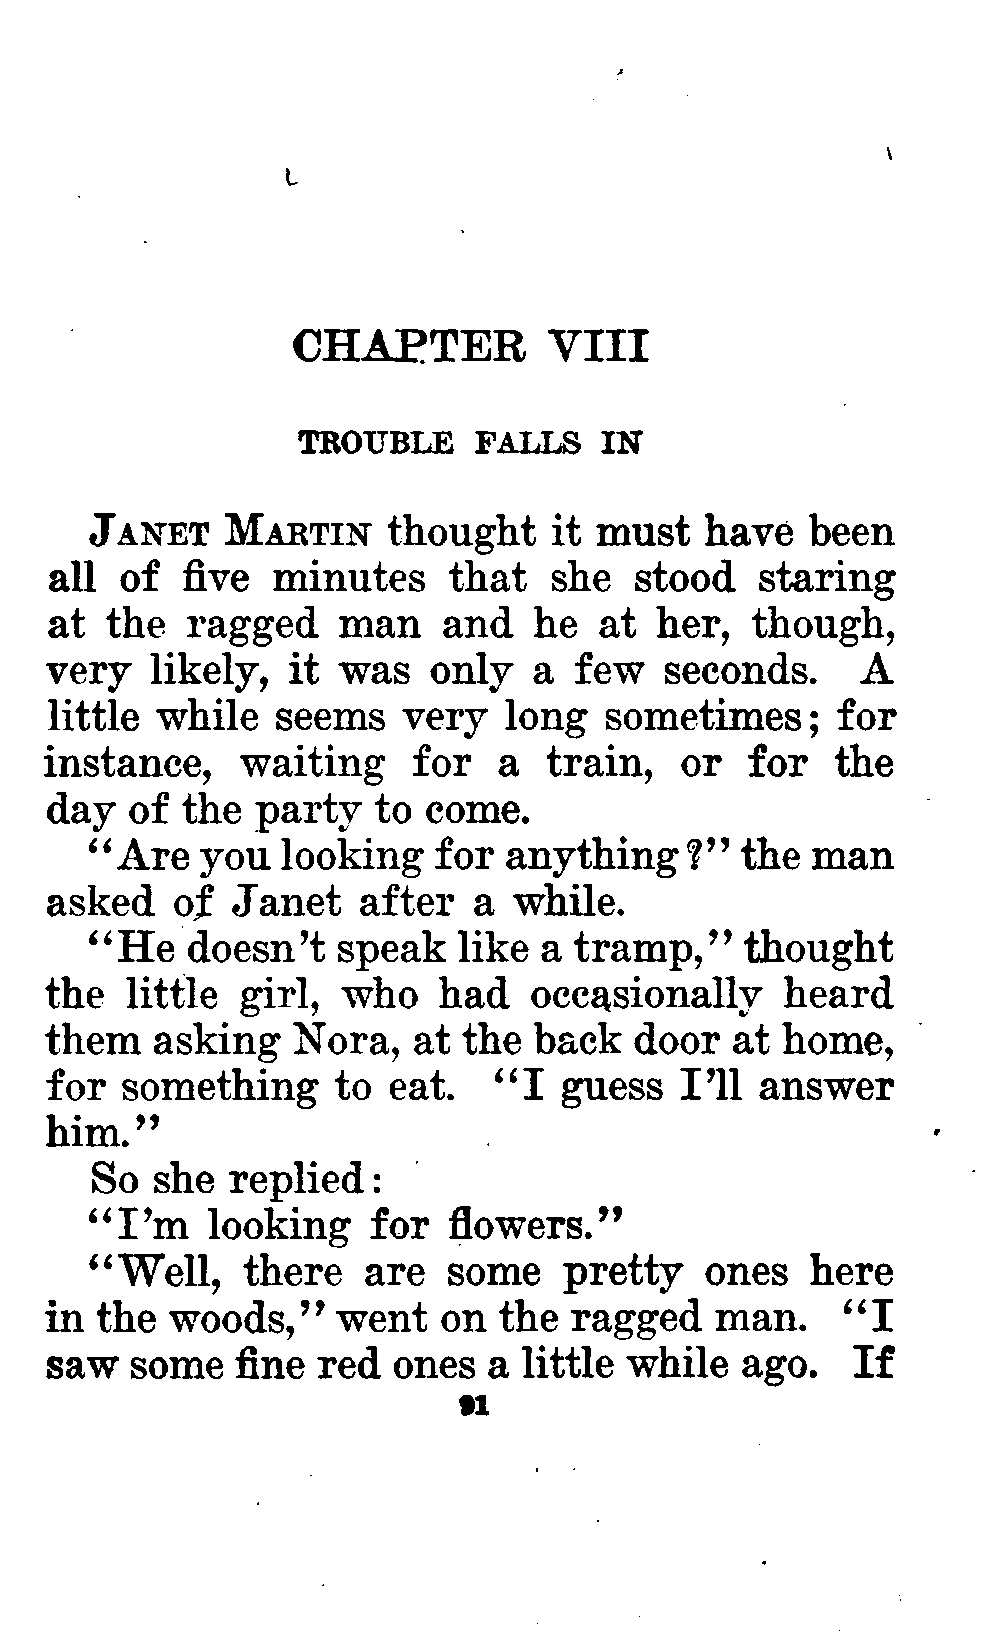 CHAPTER VIII
TROUBLE FALLS IN
JANET MARTIN thought it must have been
all of five minutes that she stood staring
at the ragged man and he at her, though,
very likely, it was only a few seconds. A
little while seems very long sometimes; for
instance, waiting for a train, or for the
day of the party to come.
"Are you looking for anything?" the man
asked of Janet after a while.
"He doesn't speak like a tramp," thought
the little girl, who had occasionally heard
them asking Nora, at the back door at home,
for something to eat. "I guess I'll answer
him."
So she replied:
"I'm looking for flowers."
"Well, there are some pretty ones here
in the woods," went on the ragged man. "I
saw some fine red ones a little while ago. If
91